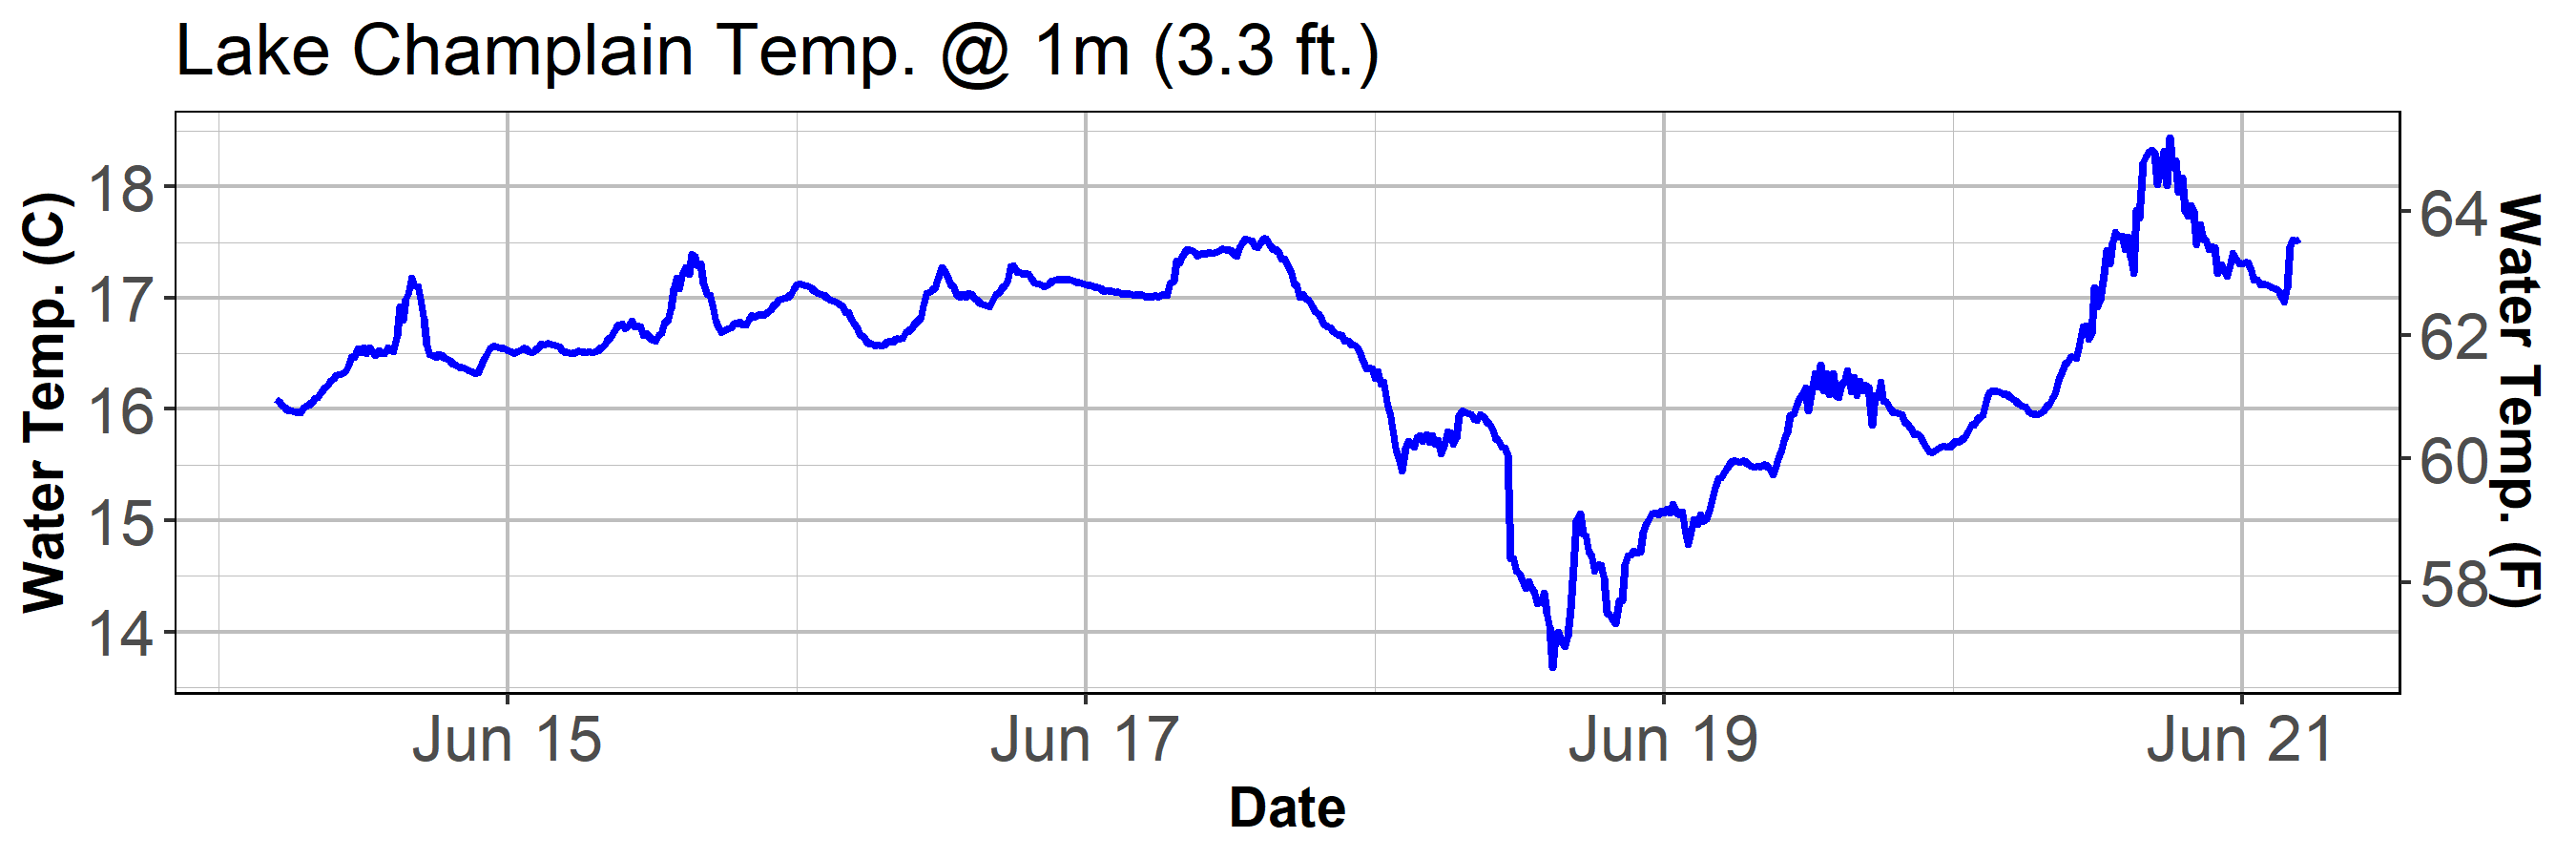 Lake Champlain Temp. @ 1m (3.3 ft.)
Water Temp. (C)
18
17
16
15
14
64
62
60
58
Water Temp. (F)
Jun 15 Jun 17 Jun 19 Jun 21
Date